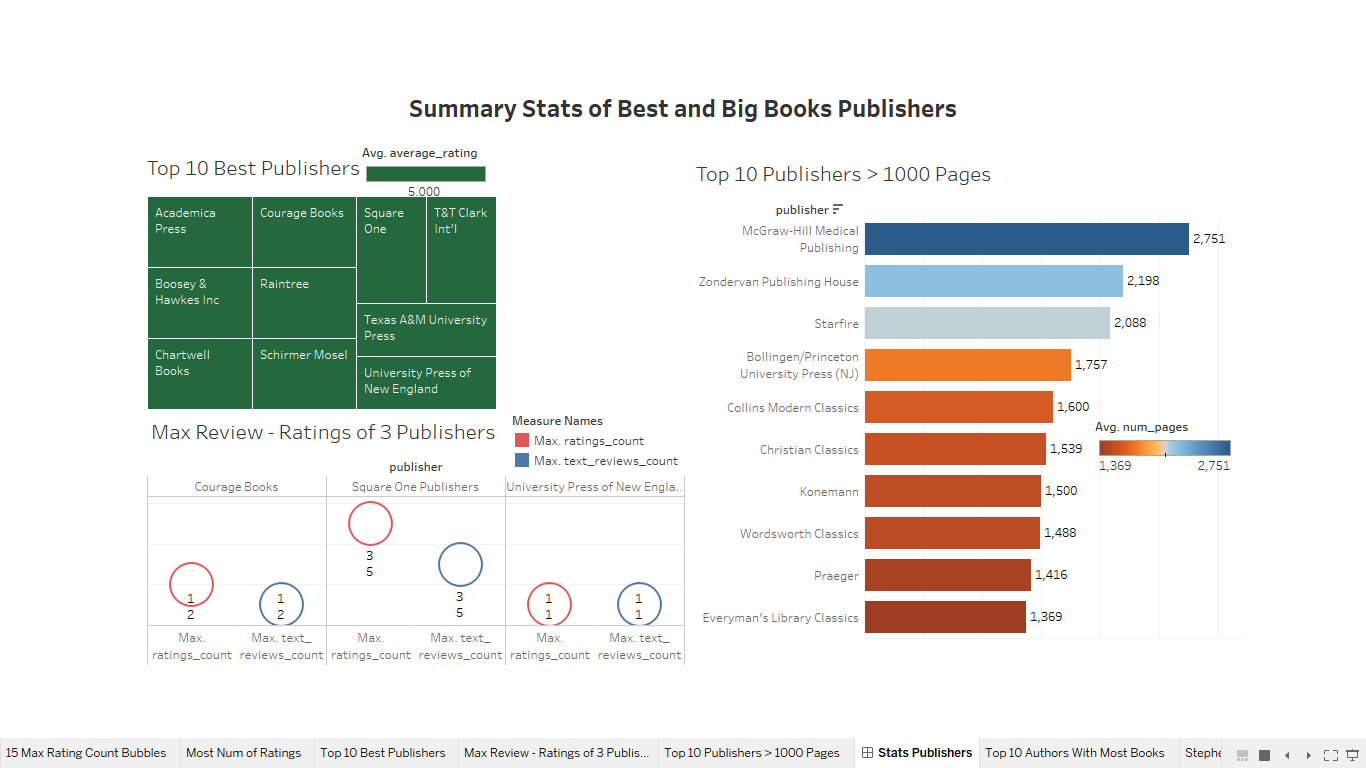 Summary Stats of Best and Big Books Publishers
Top 10 Best Publishers
Avg. average_rating
5.000
Academica
Press
Courage Books
Square
One
T&T Clark
Int'l
Boosey &
Hawkes Inc
Raintree
Texas A&M University
Press
Chartwell
Books
Schirmer Mosel
University Press of
New England
Max Review - Ratings of 3 Publishers
Measure Names
Max. ratings_count
Max. text_reviews_count
publisher
Courage Books
Square One Publishers
University Press of New Engla..
1
2
1
2
3
5
3
5
1
1
1
1
Max.
ratings_count
Max. text_
reviews_count
Max.
ratings_count
Max. text_
reviews_count
Max.
ratings_count
Max. text_
reviews_count
Top 10 Publishers > 1000 Pages
publisher
McGraw-Hill Medical
Publishing
2,751
Zondervan Publishing House
2,198
Starfire
2,088
Bollingen/Princeton
University Press (NJ)
1,757
Collins Modern Classics
1,600
Christian Classics
1,539
Konemann
1,500
Wordsworth Classics
1,488
Praeger
1,416
Everyman's Library Classics
1,369
Avg. num_pages
1,369
2,751
15 Max Rating Count Bubbles
Most Num of Ratings
Top 10 Best Publishers
Max Review - Ratings of 3 Publis...
Top 10 Publishers > 1000 Pages
Stats Publishers
Top 10 Authors With Most Books
Stephe